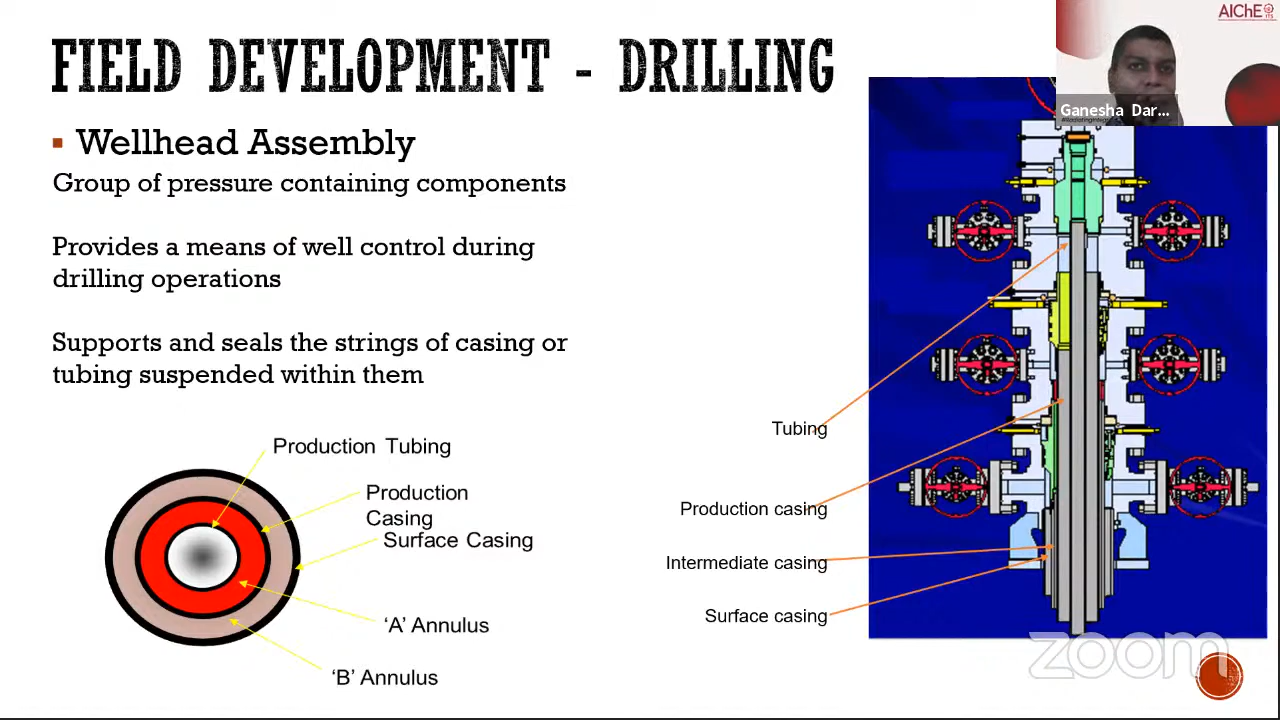 FIELD DEVELOPMENT - DRILLING
AIChE
ITS
Ganesha Dar...
Wellhead Assembly
Group of pressure containing components
Provides a means of well control during
drilling operations
Supports and seals the strings of casing or
tubing suspended within them
Production Tubing
Production
Casing
Surface Casing
‘A’ Annulus
‘B’ Annulus
Tubing
Production casing
Intermediate casing
Surface casing
zoom